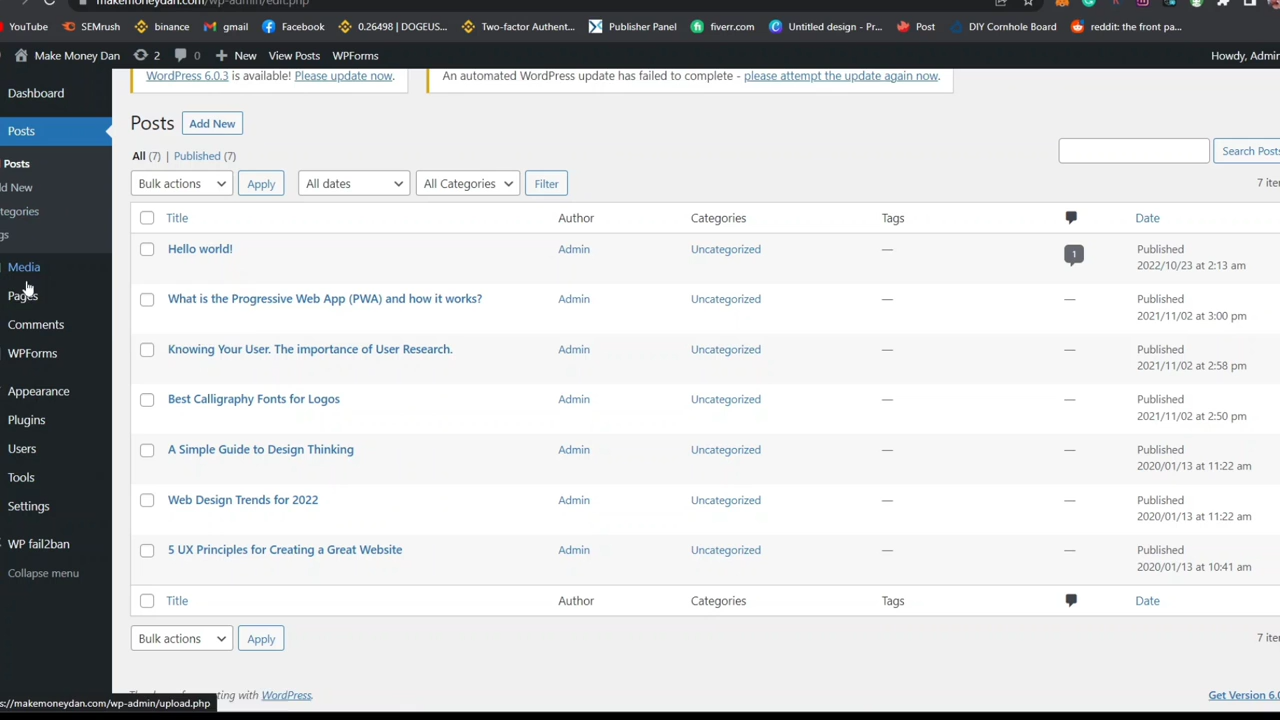 makemoneydan.com/wp-admin/edit.php
YouTube SEMrush binance gmail Facebook 0.26498 | DOGEUS... Two-factor Authentic... Publisher Panel fiverr.com Untitled design - Pr... Post DIY Cornhole Board reddit: the front pa...
Make Money Dan 2 0 New View Posts WPForms Howdy, Admin
WordPress 6.0.3 is available! Please update now.
An automated WordPress update has failed to complete - please attempt the update again now.
Dashboard
Posts
Posts
Media
Pages
Comments
WPForms
Appearance
Plugins
Users
Tools
Settings
WP fail2ban
Collapse menu
Posts Add New
All (7) | Published (7)
Search Posts
Bulk actions Apply All dates All Categories Filter
Title Author Categories Tags Date
Hello world! Admin Uncategorized — 1 Published
2022/10/23 at 2:13 am
What is the Progressive Web App (PWA) and how it works? Admin Uncategorized — — Published
2021/11/02 at 3:00 pm
Knowing Your User. The importance of User Research. Admin Uncategorized — — Published
2021/11/02 at 2:58 pm
Best Calligraphy Fonts for Logos Admin Uncategorized — — Published
2021/11/02 at 2:50 pm
A Simple Guide to Design Thinking Admin Uncategorized — — Published
2020/01/13 at 11:22 am
Web Design Trends for 2022 Admin Uncategorized — — Published
2020/01/13 at 11:22 am
5 UX Principles for Creating a Great Website Admin Uncategorized — — Published
2020/01/13 at 10:41 am
Title Author Categories Tags Date
Bulk actions Apply
with WordPress.
Get Version 6.0
s://makemoneydan.com/wp-admin/upload.php